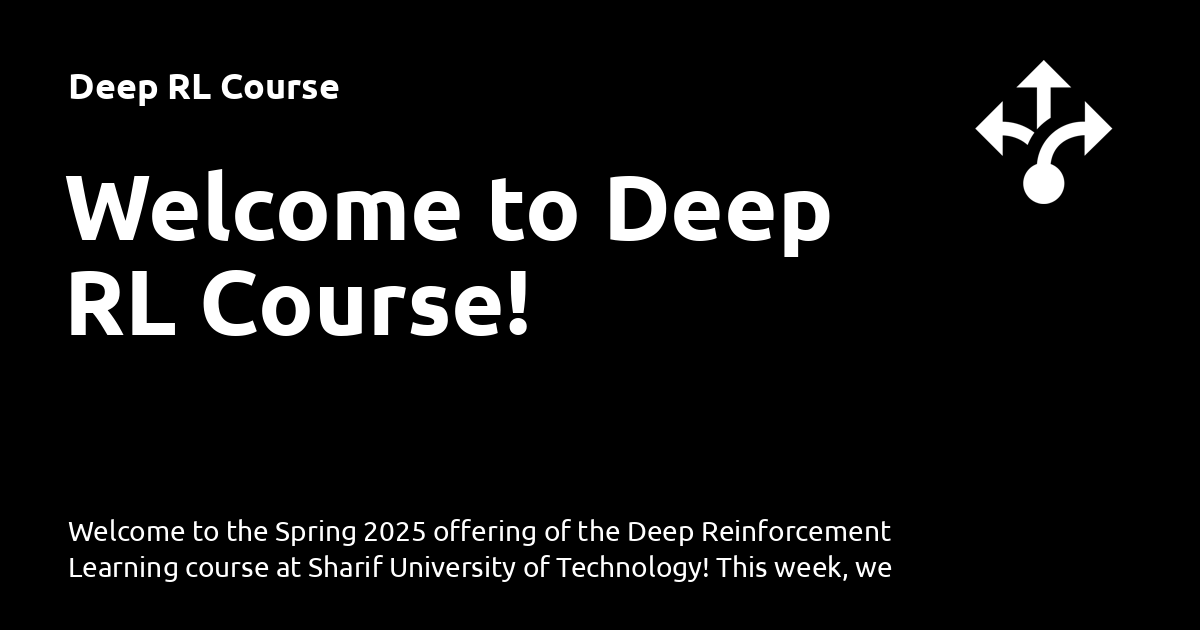 Deep RL Course
Welcome to Deep
RL Course!
Welcome to the Spring 2025 offering of the Deep Reinforcement
Learning course at Sharif University of Technology! This week, we